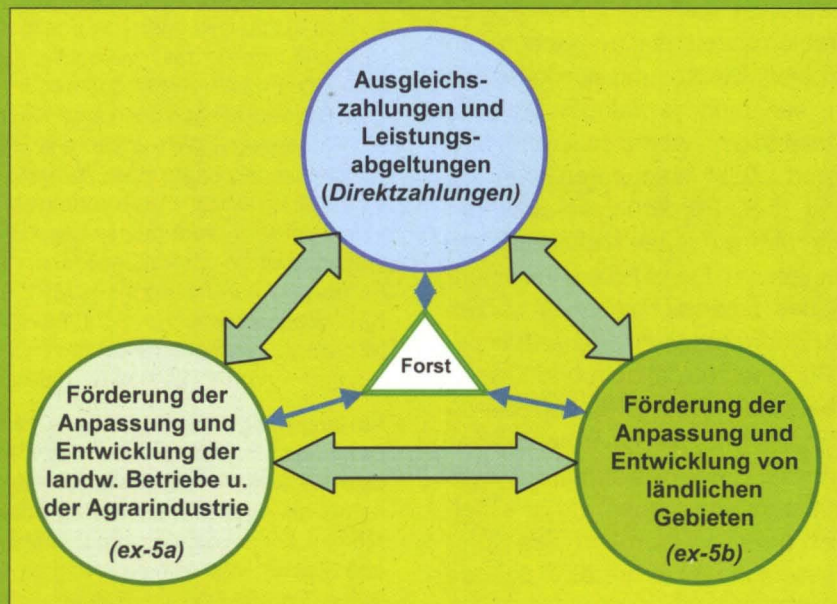 Ausgleichs-
zahlungen und
Leistungs-
abgeltungen
(Direktzahlungen)
Forst
Förderung der
Anpassung und
Entwicklung der
landw. Betriebe u.
der Agrarindustrie
(ex-5a)
Förderung der
Anpassung und
Entwicklung von
ländlichen
Gebieten
(ex-5b)